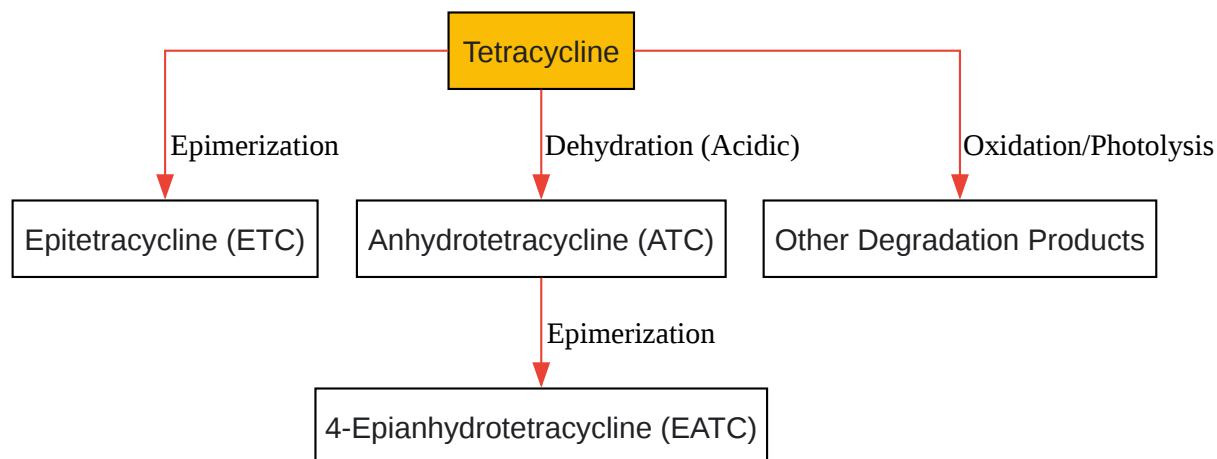 Tetracycline
Epimerization
Dehydration (Acidic)
Oxidation/Photolysis
Epitetracycline (ETC)
Anhydrotetracycline (ATC)
Other Degradation Products
Epimerization
4-Epianhydrotetracycline (EATC)